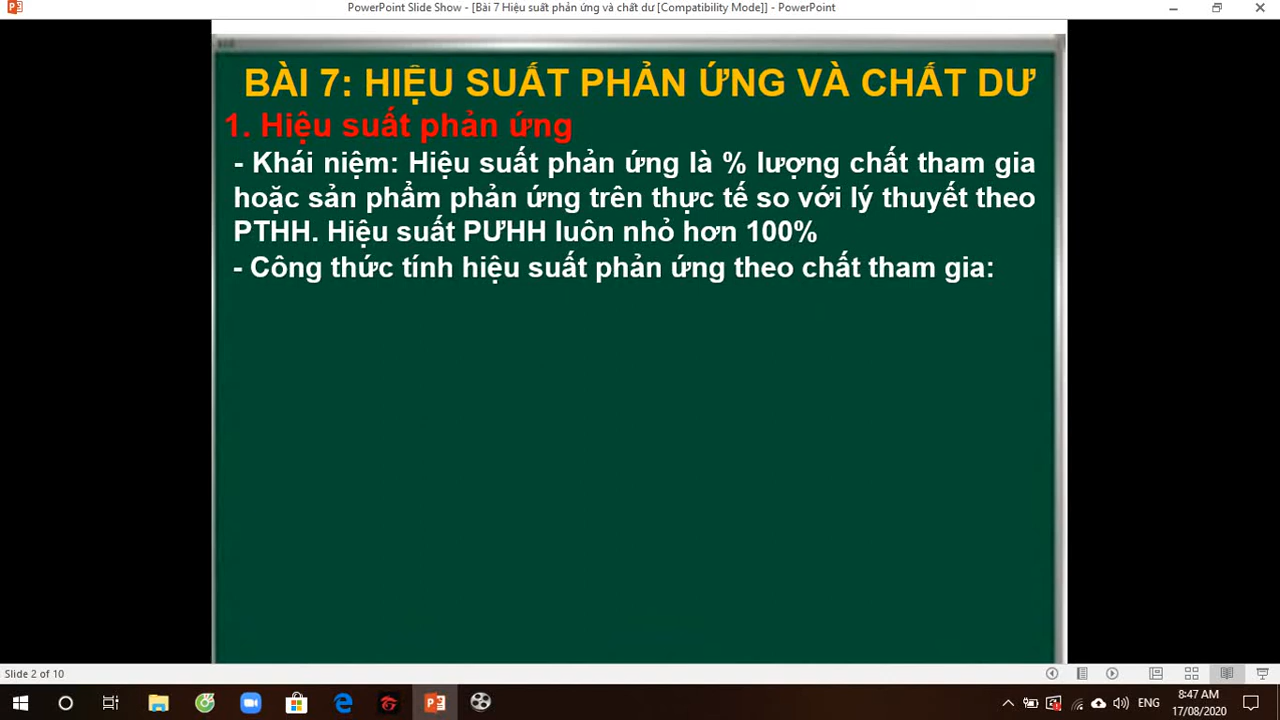 PowerPoint Slide Show - [Bài 7 Hiệu suất phản ứng và chất dư [Compatibility Mode]] - PowerPoint
BÀI 7: HIỆU SUẤT PHẢN ỨNG VÀ CHẤT DƯ
1. Hiệu suất phản ứng
- Khái niệm: Hiệu suất phản ứng là % lượng chất tham gia
hoặc sản phẩm phản ứng trên thực tế so với lý thuyết theo
PTHH. Hiệu suất PƯHH luôn nhỏ hơn 100%
- Công thức tính hiệu suất phản ứng theo chất tham gia:
Slide 2 of 10
8:47 AM
ENG
17/08/2020